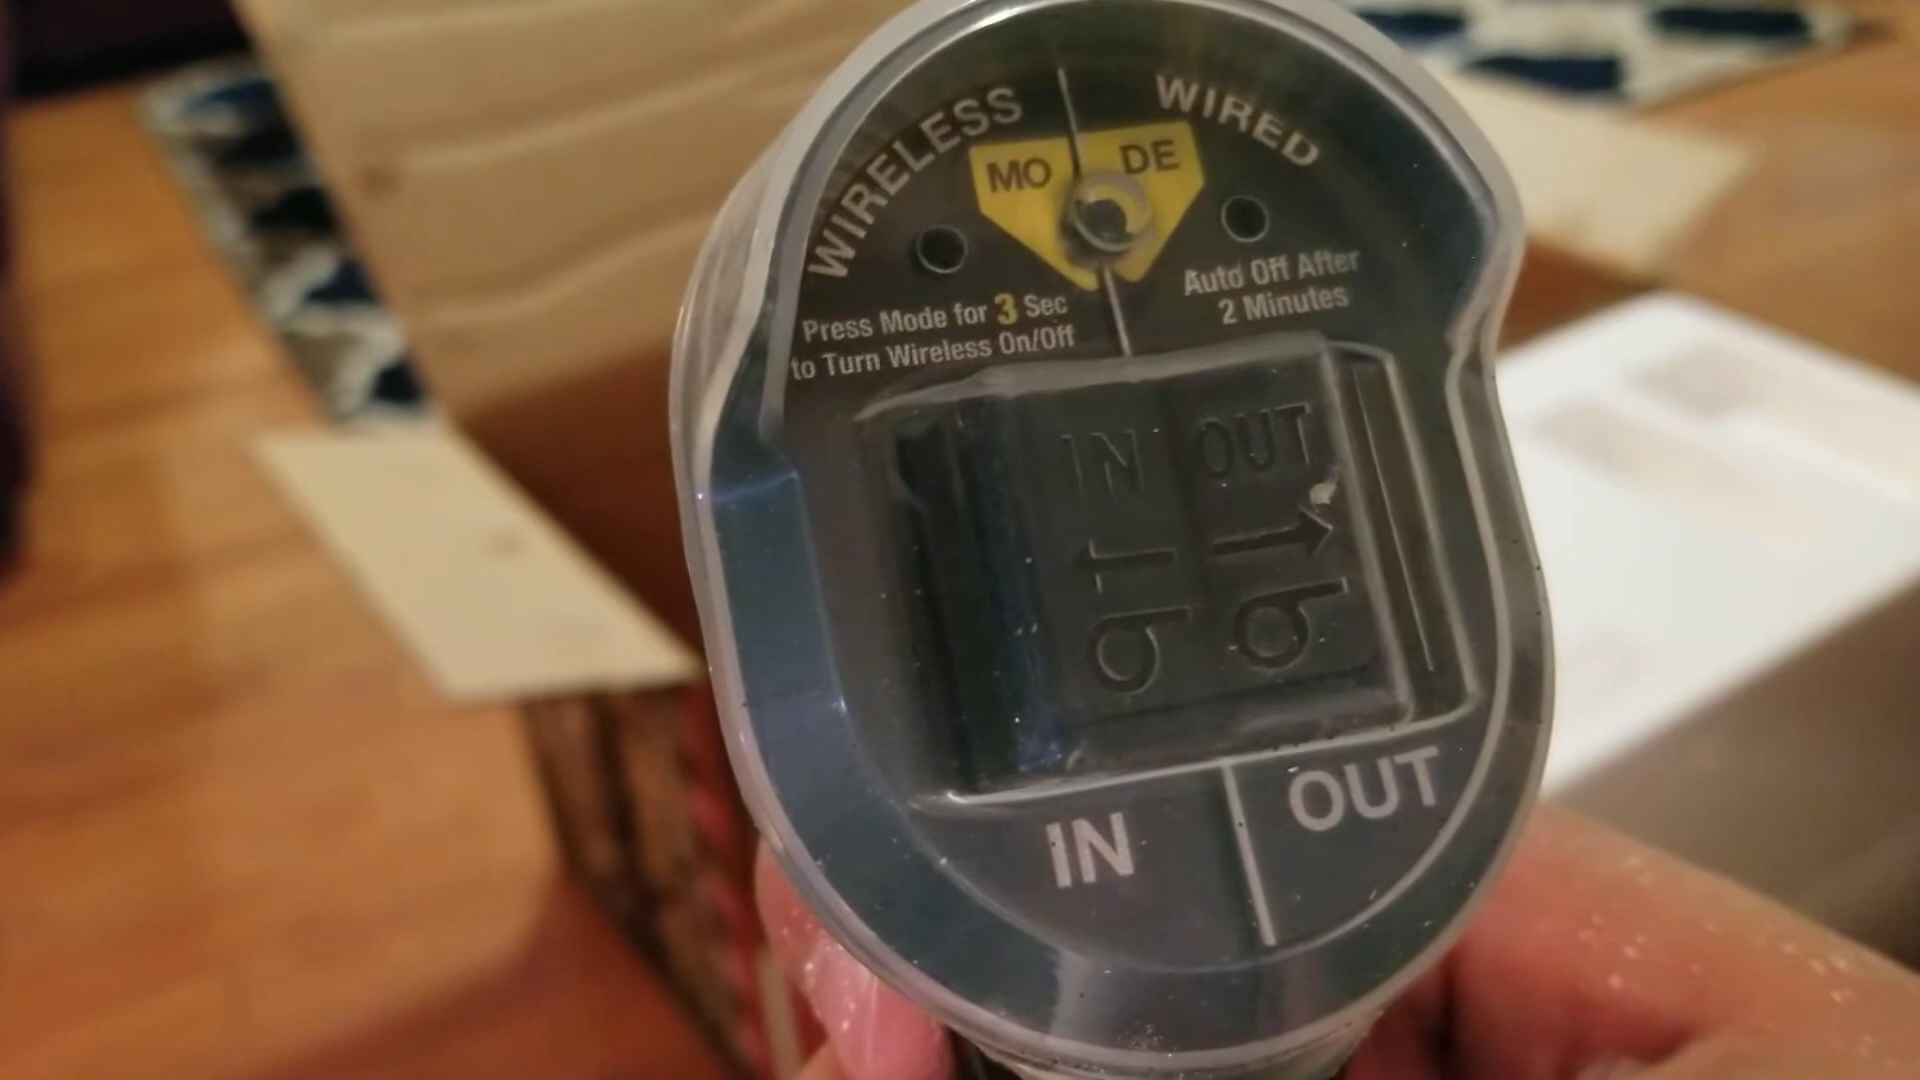 WIRELESS
WIRED
MO DE
Press Mode for 3 Sec
to Turn Wireless On/Off
Auto Off After
2 Minutes
IN OUT
IN OUT